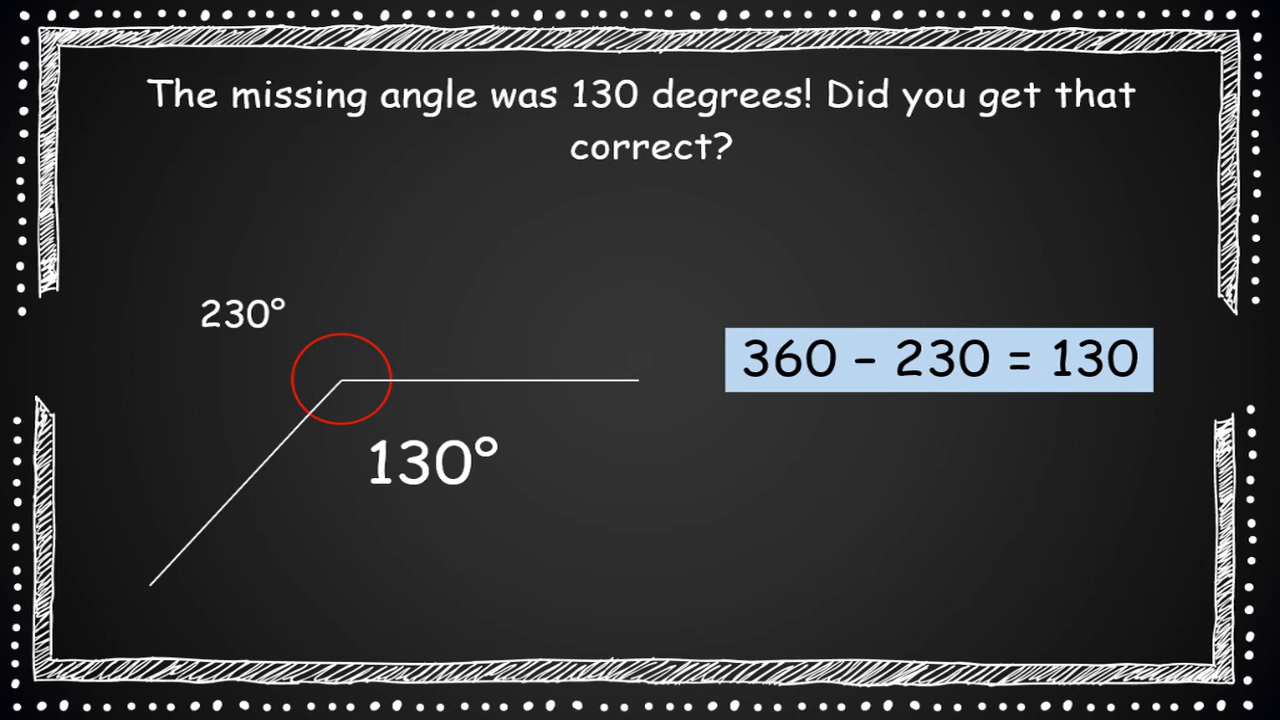 The missing angle was 130 degrees! Did you get that
correct?
230°
360 – 230 = 130
130°